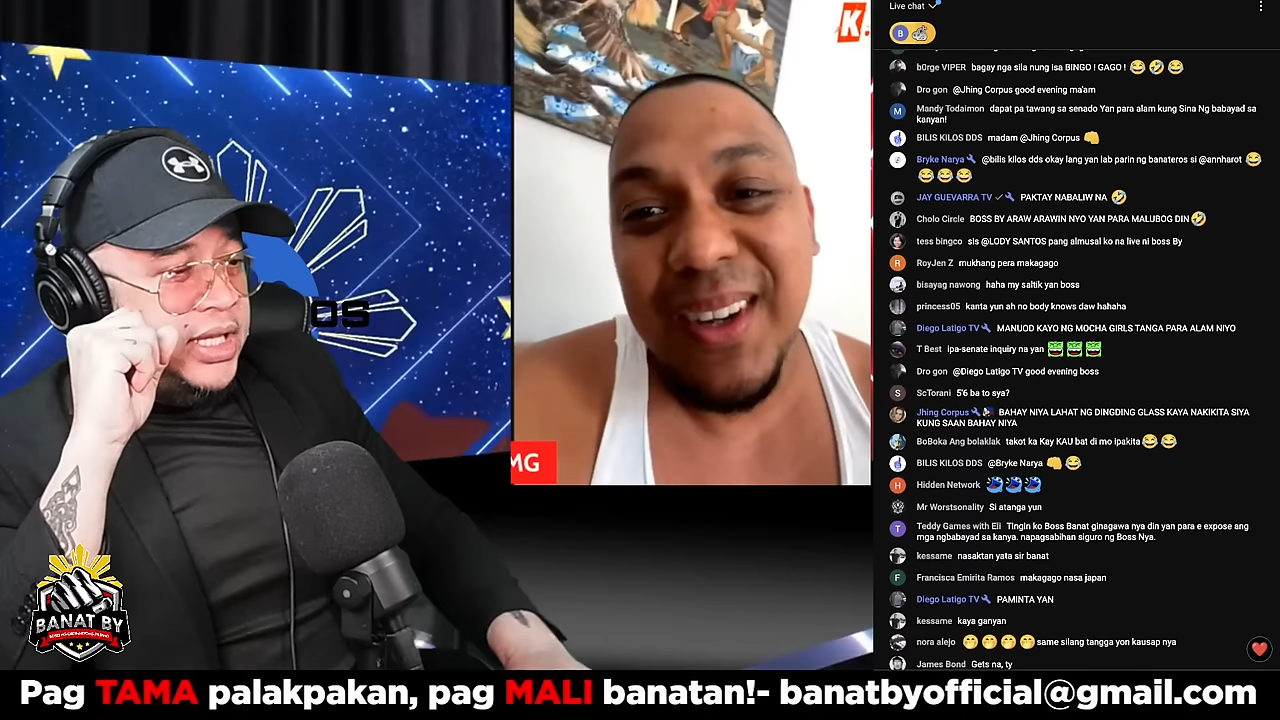 K
OS
MG
BANAT BY
Live chat
B
b0rge VIPER bagay nga sila nung isa BINGO ! GAGO ! 😂 🤣 😂
Dro gon @Jhing Corpus good evening ma'am
M
Mandy Todaimon dapat pa tawang sa senado Yan para alam kung Sina Ng babayad sa
kanya!
BILIS KILOS DDS madam @Jhing Corpus 👊
Bryke Narya @bilis kilos dds okay lang yan lab parin ng banateros si @annharot 😂
😂 😂 😂
JAY GUEVARRA TV PAKTAY NABALIW NA 🤣
Cholo Circle BOSS BY ARAW ARAWIN NYO YAN PARA MALUBOG DIN 🤣
tess bingco sis @LODY SANTOS pang almusal ko na live ni boss By
R
RoyJen Z mukhang pera makagago
bisayag nawong haha my saltik yan boss
princess05 kanta yun ah no body knows daw hahaha
Diego Latigo TV MANUOD KAYO NG MOCHA GIRLS TANGA PARA ALAM NIYO
T Best ipa-senate inquiry na yan
Dro gon @Diego Latigo TV good evening boss
S
ScTorani 5'6 ba to sya?
Jhing Corpus BAHAY NIYA LAHAT NG DINGDING GLASS KAYA NAKIKITA SIYA
KUNG SAAN BAHAY NIYA
BoBoka Ang bolaklak takot ka Kay KAU bat di mo ipakita 😂 😂
BILIS KILOS DDS @Bryke Narya 👊 😂
H
Hidden Network
Mr Worstsonality Si atanga yun
T
Teddy Games with Eli Tingin ko Boss Banat ginagawa nya din yan para e expose ang
mga ngbabayad sa kanya. napagsabihan siguro ng Boss Nya.
kessame nasaktan yata sir banat
F
Francisca Emirita Ramos makagago nasa japan
Diego Latigo TV PAMINTA YAN
kessame kaya ganyan
nora alejo 🤭 🤭 🤭 🤭 same silang tangga yon kausap nya
James Bond Gets na, ty
Pag TAMA palakpakan, pag MALI banatan!- banatbyofficial@gmail.com